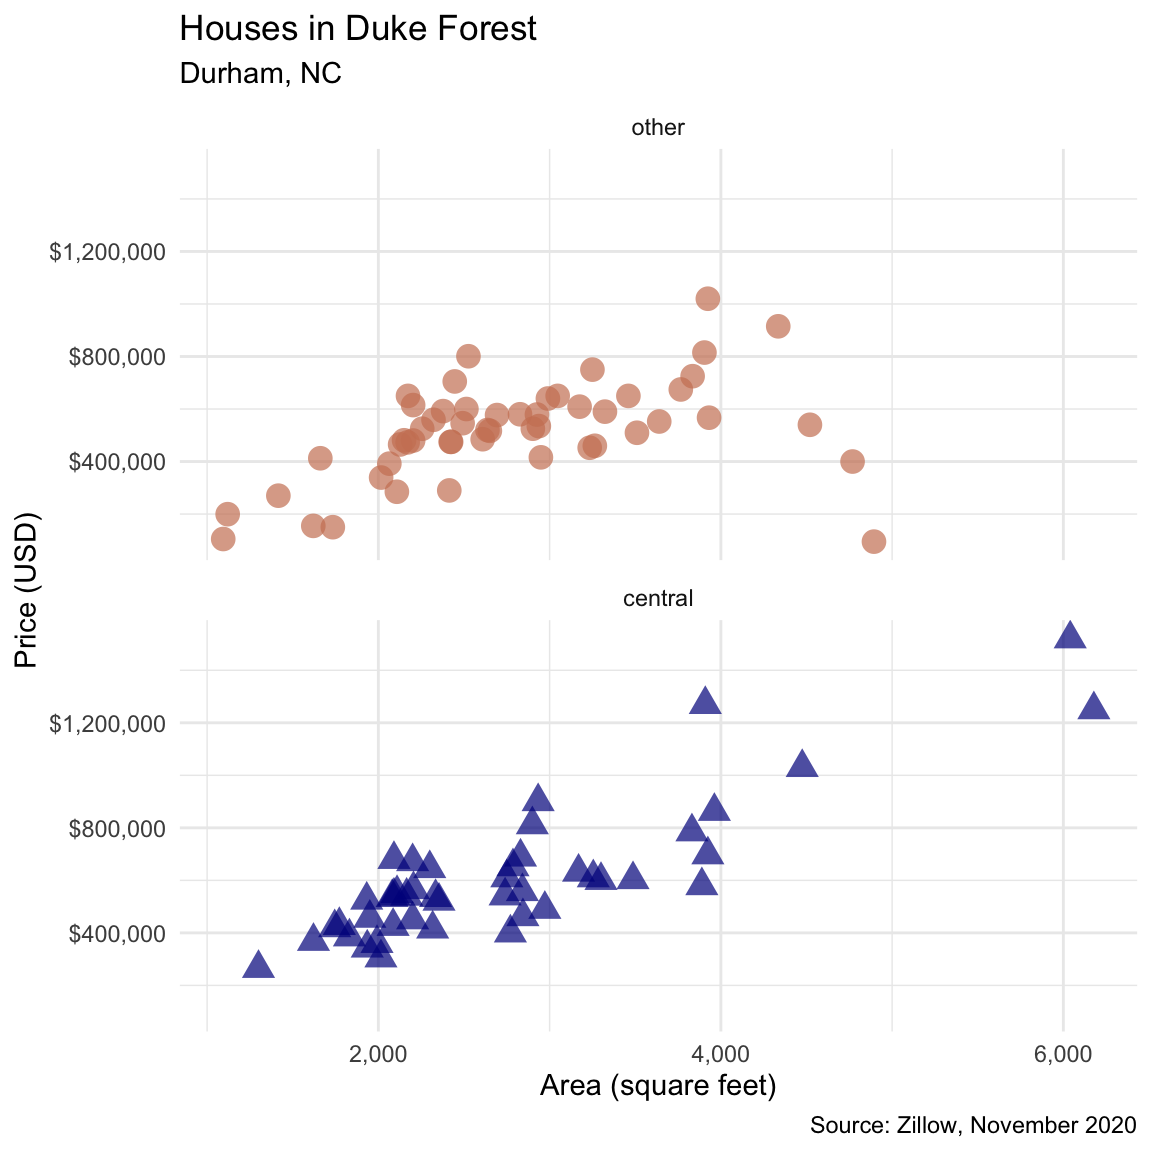 Houses in Duke Forest
Durham, NC
other
$1,200,000
$800,000
$400,000
Price (USD)
central
$1,200,000
$800,000
$400,000
2,000 4,000 6,000
Area (square feet)
Source: Zillow, November 2020